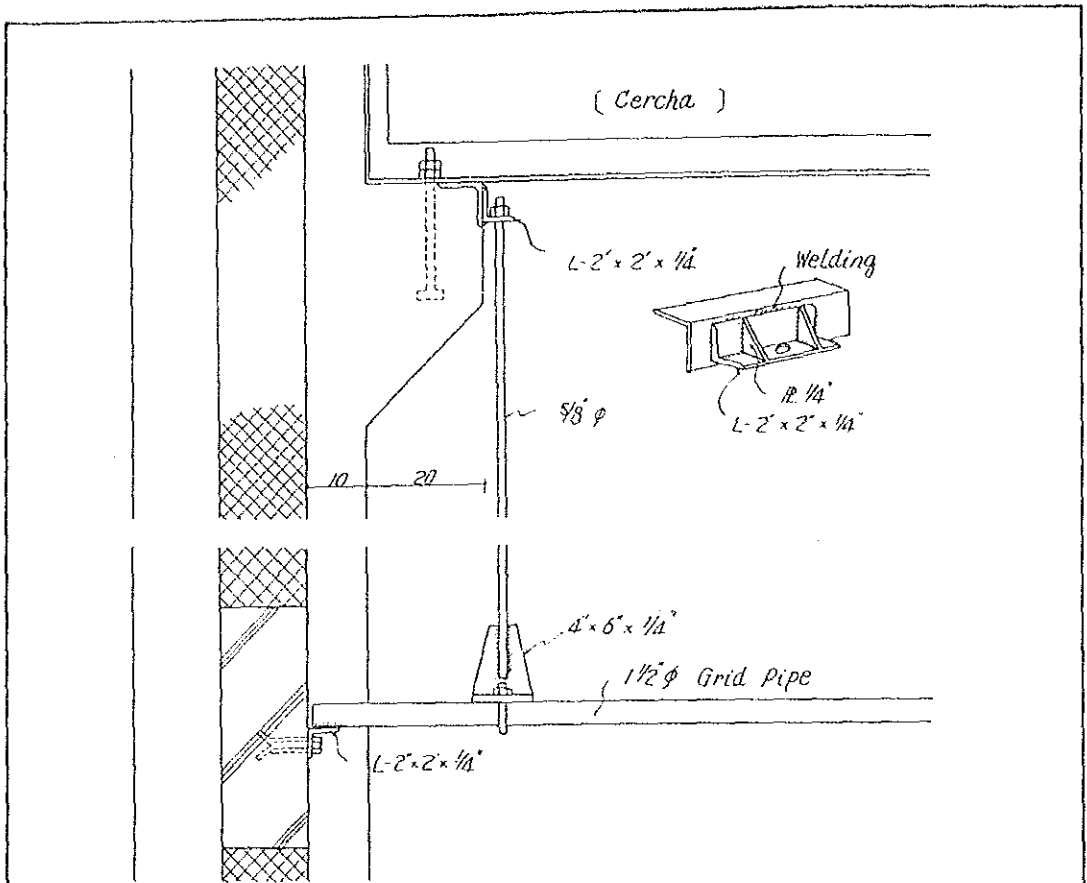 ( Cercha )
L-2" × 2" × 1/4"
Welding
PL 1/4"
L-2" × 2" × 1/4"
5/8" φ
10 20
4" × 6" × 1/4"
1 1/2" φ Grid Pipe
L-2" × 2" × 1/4"